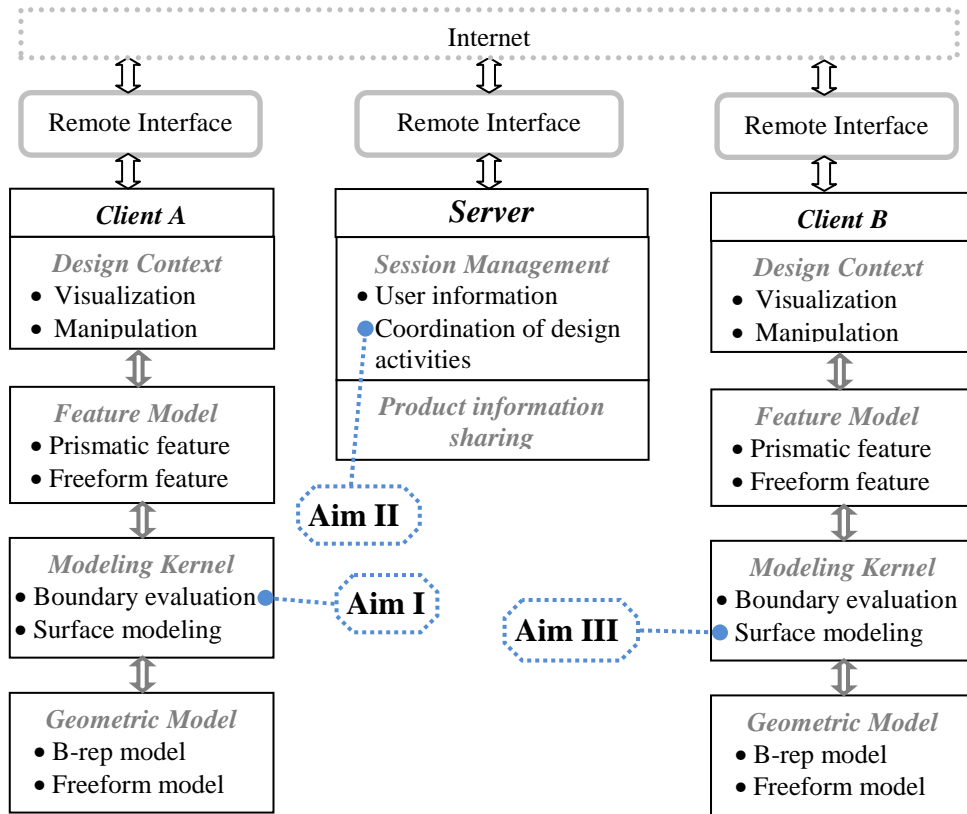 Internet
Remote Interface
Remote Interface
Remote Interface
Client A
Design Context
• Visualization
• Manipulation
Feature Model
• Prismatic feature
• Freeform feature
Modeling Kernel
• Boundary evaluation
• Surface modeling
Geometric Model
• B-rep model
• Freeform model
Server
Session Management
• User information
Coordination of design
activities
Product information
sharing
Aim II
Aim I
Aim III
Client B
Design Context
• Visualization
• Manipulation
Feature Model
• Prismatic feature
• Freeform feature
Modeling Kernel
• Boundary evaluation
Surface modeling
Geometric Model
• B-rep model
• Freeform model